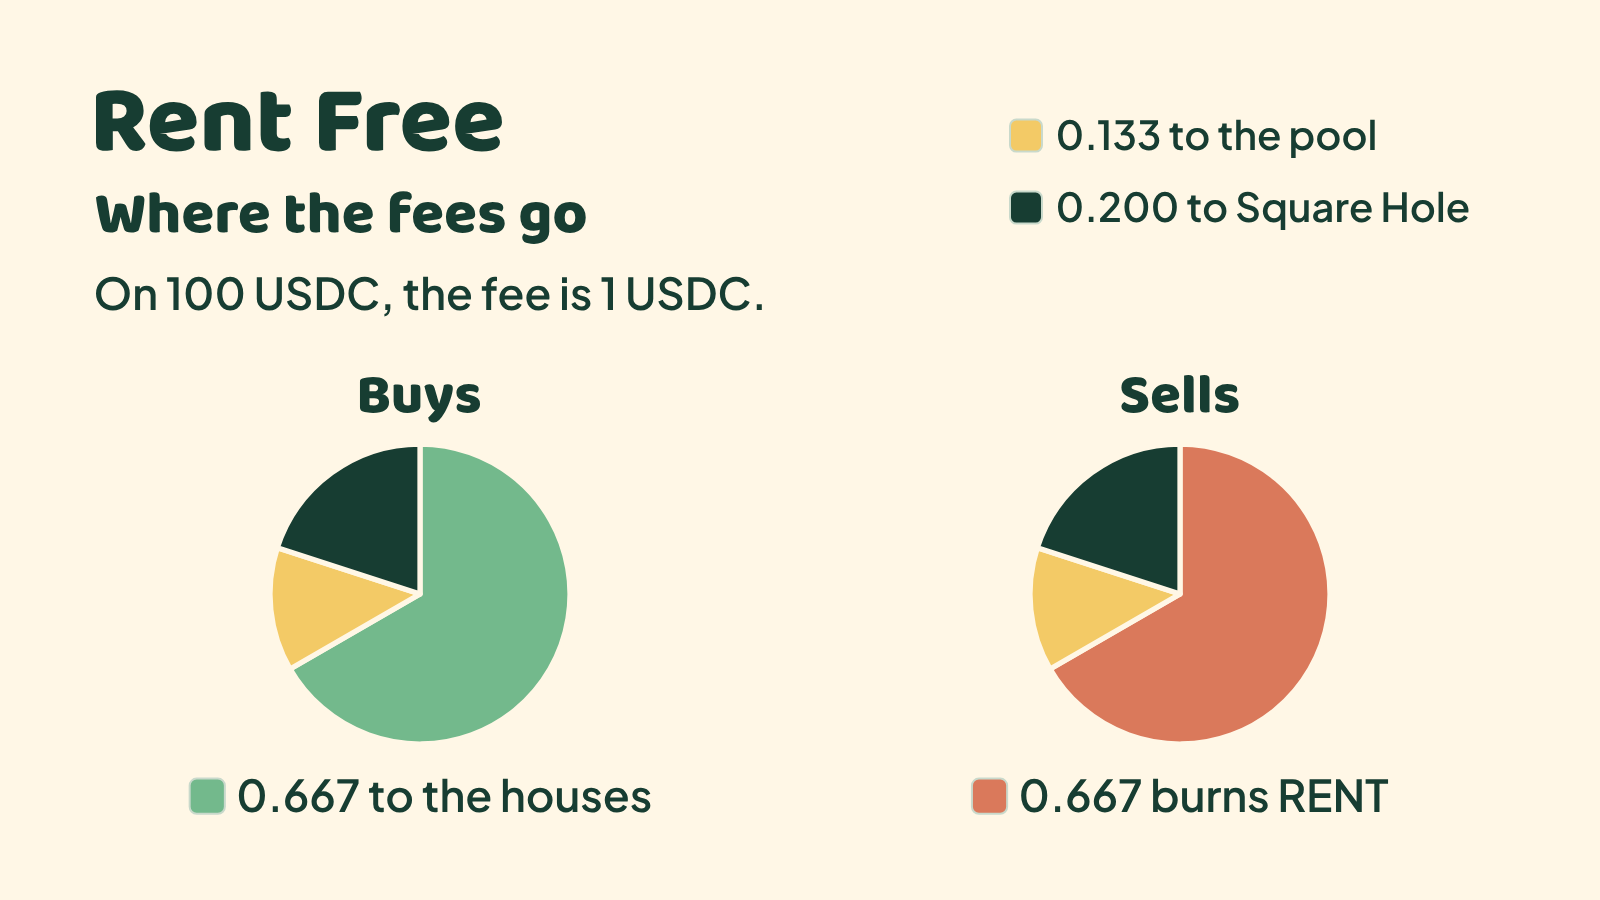 Rent Free
Where the fees go
On 100 USDC, the fee is 1 USDC.
0.133 to the pool
0.200 to Square Hole
Buys
Sells
0.667 to the houses
0.667 burns RENT